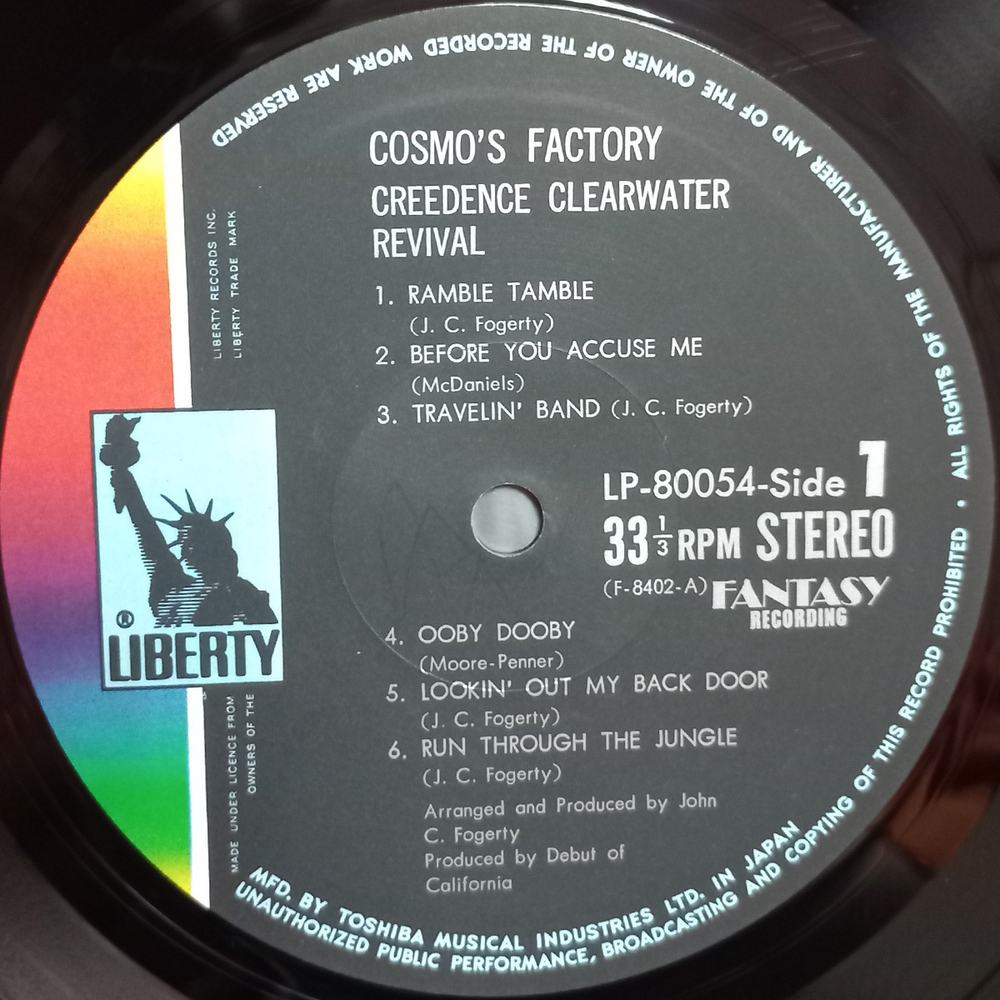 COSMO'S FACTORY
CREEDENCE CLEARWATER
REVIVAL
1. RAMBLE TAMBLE
(J. C. Fogerty)
2. BEFORE YOU ACCUSE ME
(McDaniels)
3. TRAVELIN' BAND (J. C. Fogerty)
LP-80054-Side 1
33 1/3 RPM STEREO
(F-8402-A) FANTASY
RECORDING
4. OOBY DOOBY
(Moore-Penner)
5. LOOKIN' OUT MY BACK DOOR
(J. C. Fogerty)
6. RUN THROUGH THE JUNGLE
(J. C. Fogerty)
Arranged and Produced by John
C. Fogerty
Produced by Debut of
California
LIBERTY RECORDS INC.
LIBERTY TRADE MARK
®
LIBERTY
MADE UNDER LICENCE FROM
OWNERS OF THE
MFD. BY TOSHIBA MUSICAL INDUSTRIES LTD. IN JAPAN
UNAUTHORIZED PUBLIC PERFORMANCE, BROADCASTING AND COPYING OF THIS RECORD PROHIBITED • ALL RIGHTS OF THE MANUFACTURER AND OF THE OWNER OF THE RECORDED WORK ARE RESERVED